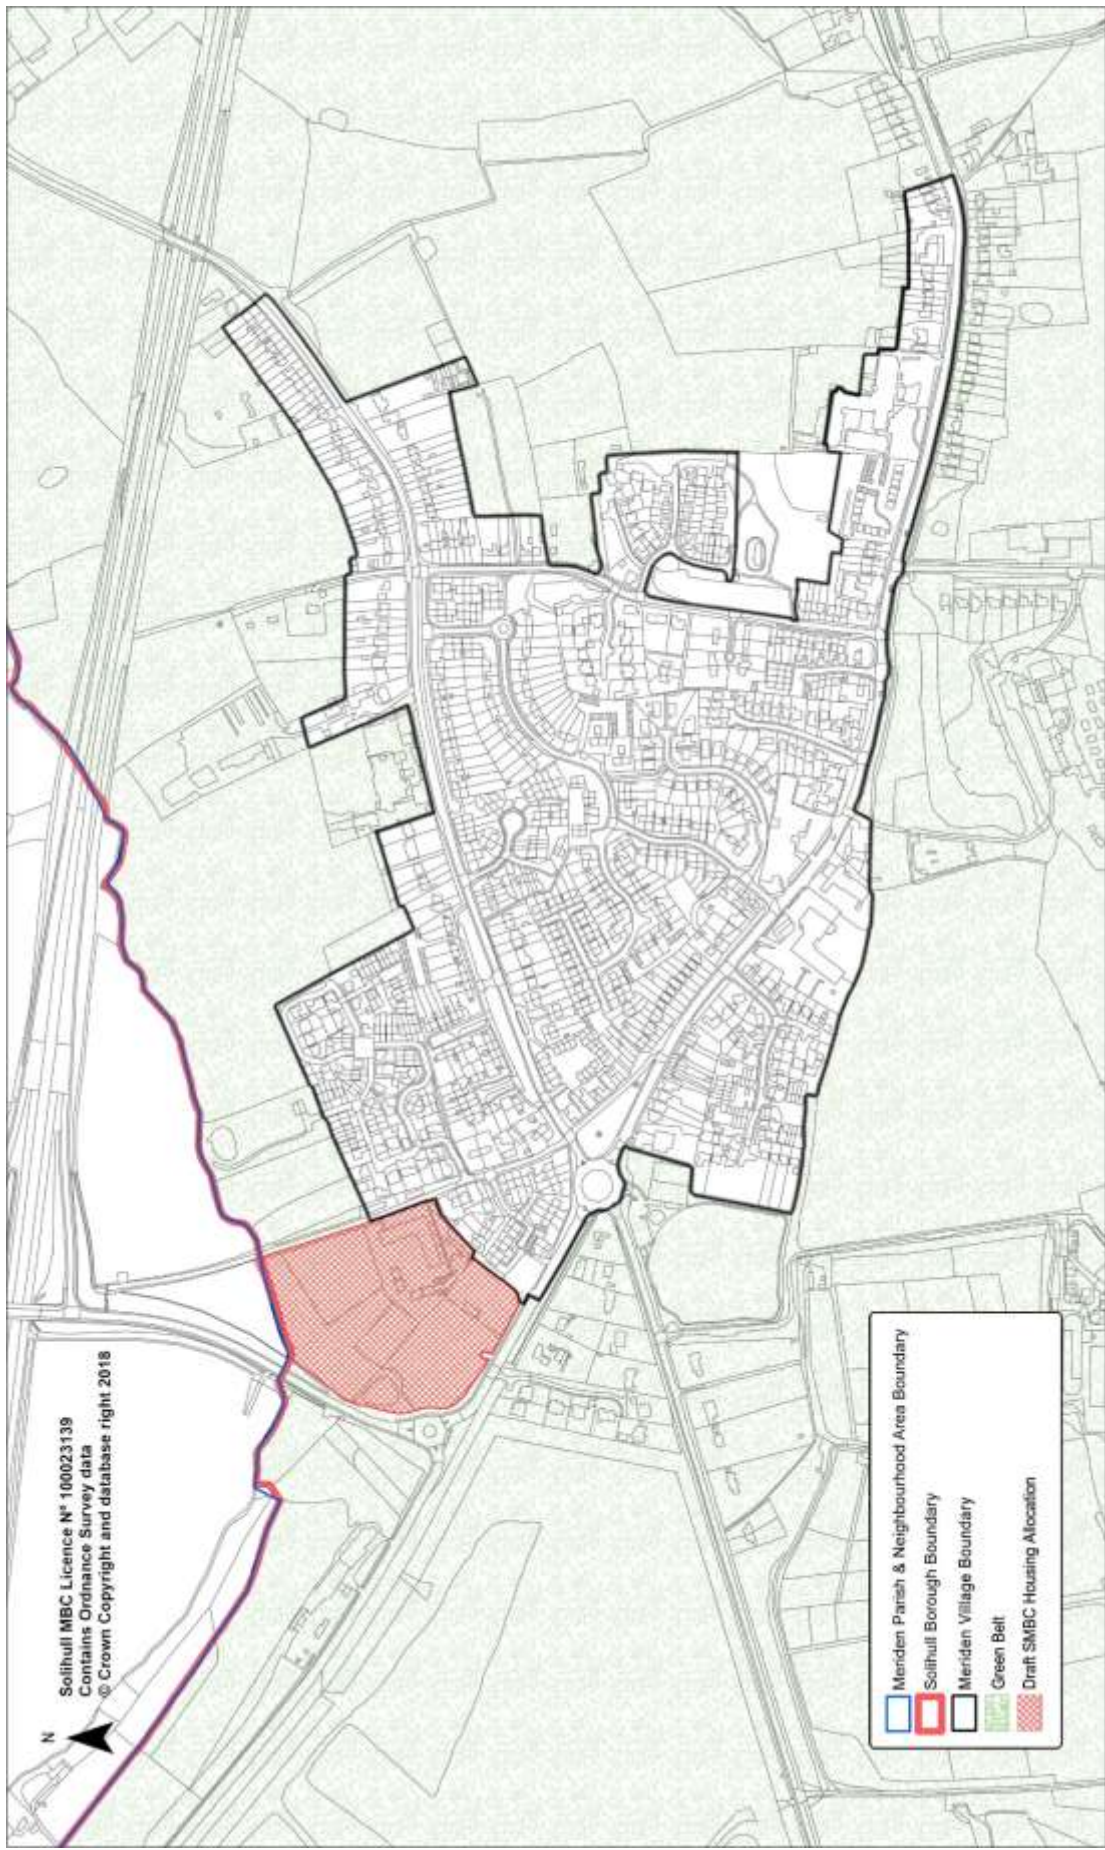 N
Solihull MBC Licence Nº 100023139
Contains Ordnance Survey data
© Crown Copyright and database right 2018
Meriden Parish & Neighbourhood Area Boundary
Solihull Borough Boundary
Meriden Village Boundary
Green Belt
Draft SMBC Housing Allocation